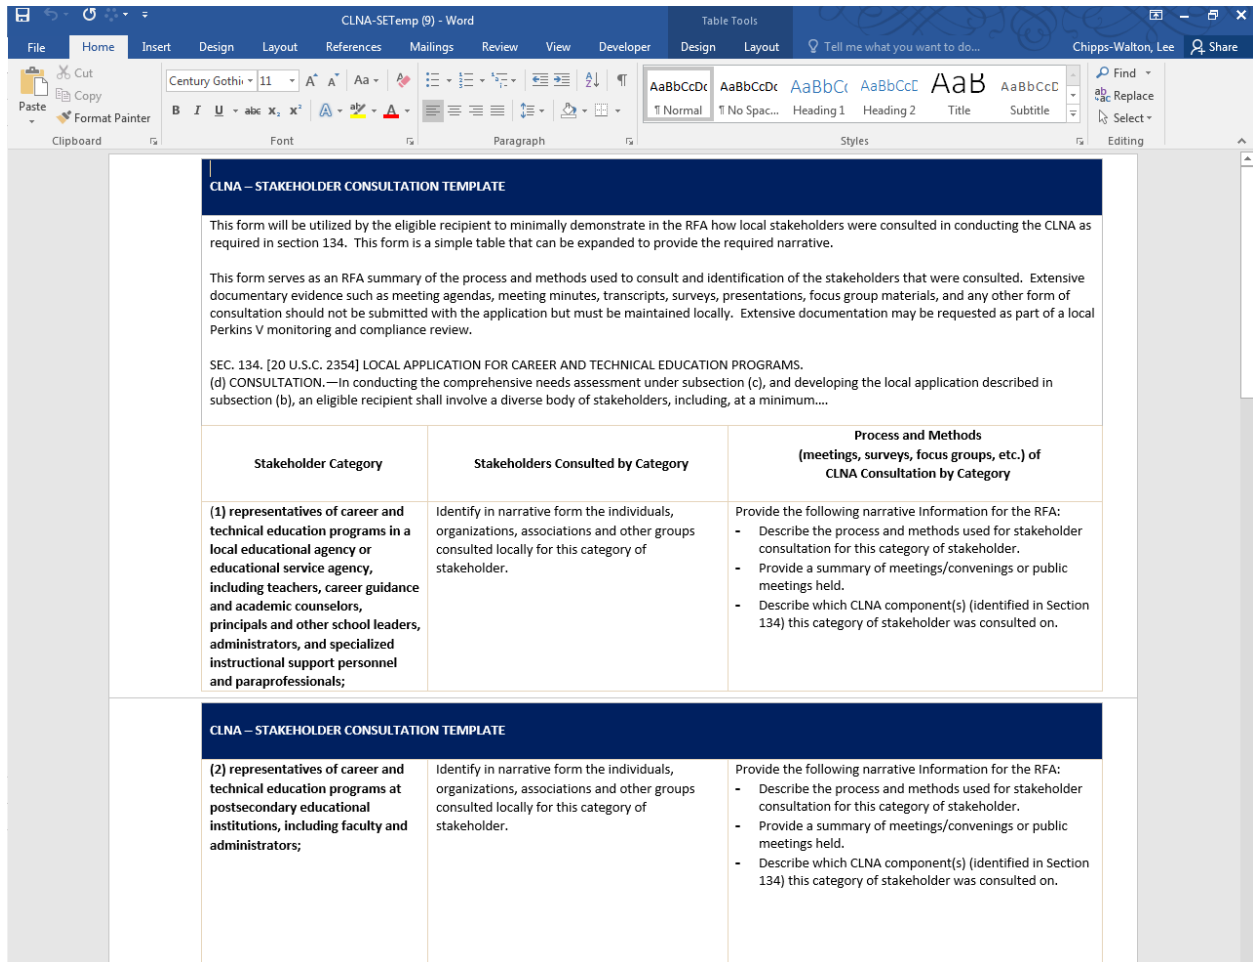 CLNA-SETemp (9) - Word
Table Tools
File Home Insert Design Layout References Mailings Review View Developer Design Layout Tell me what you want to do... Chipps-Walton, Lee Share
Paste
Cut
Copy
Format Painter
Clipboard
Century Gothi 11 A A Aa
B I U abc X₂ X² A aby A
Font
Paragraph
AaBbCcDc AaBbCcDc AaBbCc AaBbCcD AaB AaBbCcD
¶ Normal ¶ No Spac... Heading 1 Heading 2 Title Subtitle
Styles
Find
Replace
Select
Editing
CLNA – STAKEHOLDER CONSULTATION TEMPLATE
This form will be utilized by the eligible recipient to minimally demonstrate in the RFA how local stakeholders were consulted in conducting the CLNA as
required in section 134. This form is a simple table that can be expanded to provide the required narrative.
This form serves as an RFA summary of the process and methods used to consult and identification of the stakeholders that were consulted. Extensive
documentary evidence such as meeting agendas, meeting minutes, transcripts, surveys, presentations, focus group materials, and any other form of
consultation should not be submitted with the application but must be maintained locally. Extensive documentation may be requested as part of a local
Perkins V monitoring and compliance review.
SEC. 134. [20 U.S.C. 2354] LOCAL APPLICATION FOR CAREER AND TECHNICAL EDUCATION PROGRAMS.
(d) CONSULTATION.—In conducting the comprehensive needs assessment under subsection (c), and developing the local application described in
subsection (b), an eligible recipient shall involve a diverse body of stakeholders, including, at a minimum....
Stakeholder Category
Stakeholders Consulted by Category
Process and Methods
(meetings, surveys, focus groups, etc.) of
CLNA Consultation by Category
(1) representatives of career and
technical education programs in a
local educational agency or
educational service agency,
including teachers, career guidance
and academic counselors,
principals and other school leaders,
administrators, and specialized
instructional support personnel
and paraprofessionals;
Identify in narrative form the individuals,
organizations, associations and other groups
consulted locally for this category of
stakeholder.
Provide the following narrative Information for the RFA:
- Describe the process and methods used for stakeholder
consultation for this category of stakeholder.
- Provide a summary of meetings/convenings or public
meetings held.
- Describe which CLNA component(s) (identified in Section
134) this category of stakeholder was consulted on.
CLNA – STAKEHOLDER CONSULTATION TEMPLATE
(2) representatives of career and
technical education programs at
postsecondary educational
institutions, including faculty and
administrators;
Identify in narrative form the individuals,
organizations, associations and other groups
consulted locally for this category of
stakeholder.
Provide the following narrative Information for the RFA:
- Describe the process and methods used for stakeholder
consultation for this category of stakeholder.
- Provide a summary of meetings/convenings or public
meetings held.
- Describe which CLNA component(s) (identified in Section
134) this category of stakeholder was consulted on.